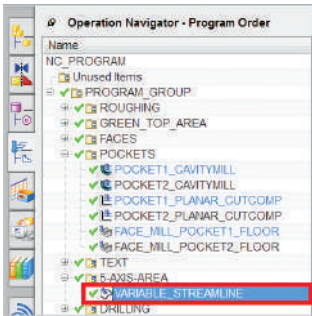 Operation Navigator - Program Order
Name
NC_PROGRAM
Unused Items
PROGRAM_GROUP
ROUGHING
GREEN_TOP_AREA
FACES
POCKETS
POCKET1_CAVITYMILL
POCKET2_CAVITYMILL
POCKET1_PLANAR_CUTCOMP
POCKET2_PLANAR_CUTCOMP
FACE_MILL_POCKET1_FLOOR
FACE_MILL_POCKET2_FLOOR
TEXT
5-AXIS-AREA
VARIABLE_STREAMLINE
DRILLING